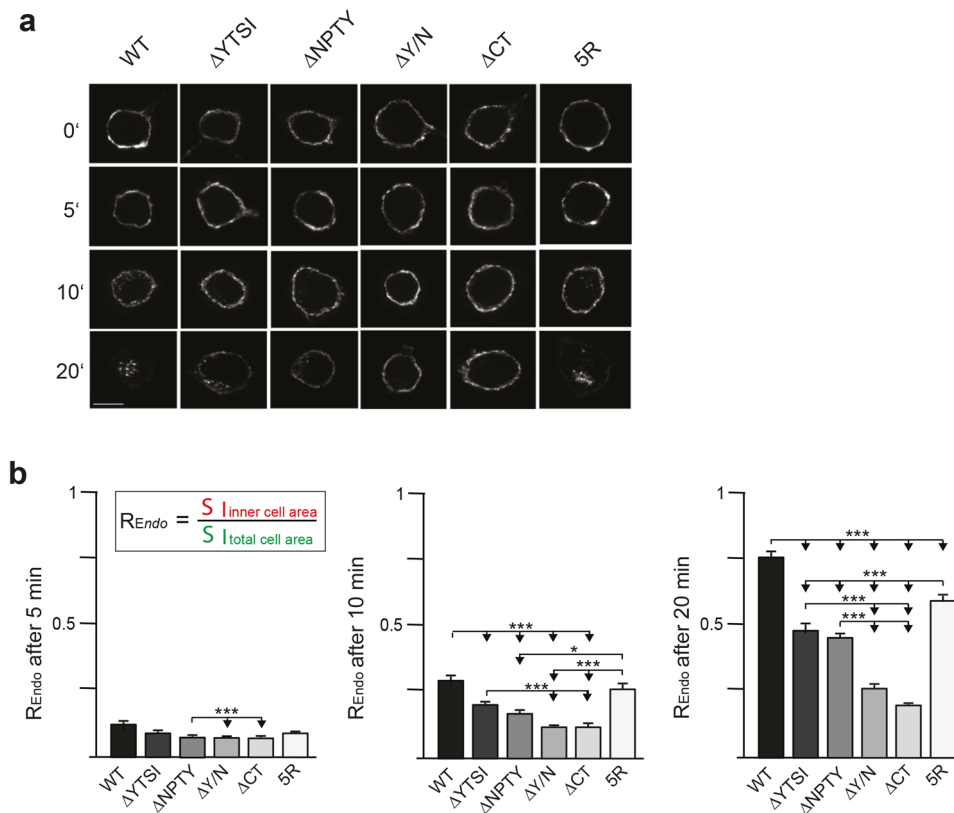 a
WT ΔYTSI ΔNPTY ΔY/N ΔCT 5R
0‘
5‘
10‘
20‘
b
1
0.5
REndo after 5 min
REndo = S Iinner cell area
S Itotal cell area
***
WT ΔYTSI ΔNPTY ΔY/N ΔCT 5R
1
0.5
REndo after 10 min
***
*
***
***
WT ΔYTSI ΔNPTY ΔY/N ΔCT 5R
1
0.5
REndo after 20 min
***
***
***
***
WT ΔYTSI ΔNPTY ΔY/N ΔCT 5R